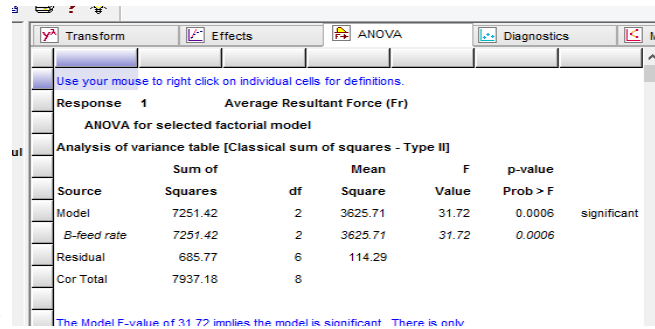 Transform Effects ANOVA Diagnostics
Use your mouse to right click on individual cells for definitions.
Response 1 Average Resultant Force (Fr)
ANOVA for selected factorial model
ul
Analysis of variance table [Classical sum of squares - Type II]
Sum of Mean F p-value
Source Squares df Square Value Prob > F
Model 7251.42 2 3625.71 31.72 0.0006 significant
B-feed rate 7251.42 2 3625.71 31.72 0.0006
Residual 685.77 6 114.29
Cor Total 7937.18 8
The Model F-value of 31.72 implies the model is significant. There is only